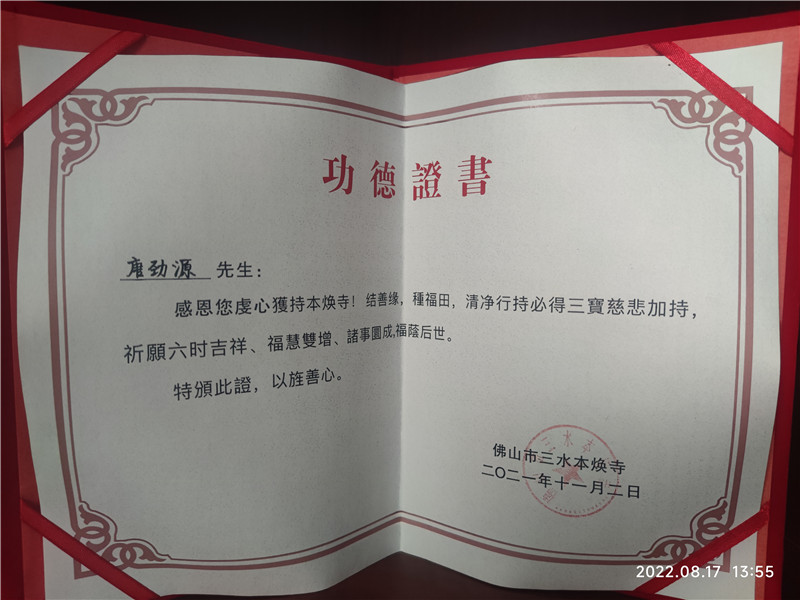 功德證書
唐劲源 先生：
感恩您虔心獲持本焕寺！结善缘，種福田，清净行持必得三寶慈悲加持，
祈願六时吉祥、福慧雙增、諸事圓成,福蔭后世。
特頒此證，以旌善心。
佛山市三水本焕寺
二〇二一年十一月二日
2022.08.17 13:55